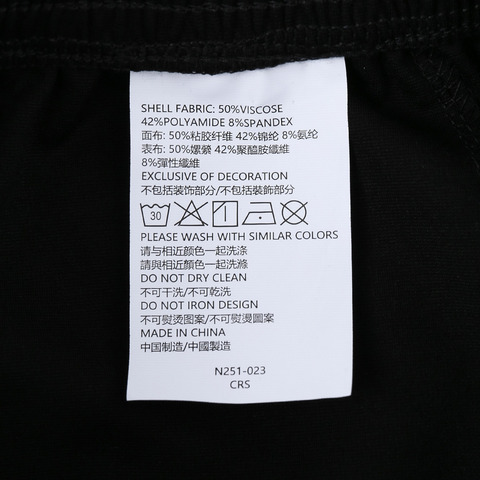 SHELL FABRIC: 50%VISCOSE
42%POLYAMIDE 8%SPANDEX
面布: 50%粘胶纤维 42%锦纶 8%氨纶
表布: 50%嫘縈 42%聚醯胺纖維
8%彈性纖維
EXCLUSIVE OF DECORATION
不包括装饰部分/不包括裝飾部分
30
PLEASE WASH WITH SIMILAR COLORS
请与相近颜色一起洗涤
請與相近顏色一起洗滌
DO NOT DRY CLEAN
不可干洗/不可乾洗
DO NOT IRON DESIGN
不可熨烫图案/不可熨燙圖案
MADE IN CHINA
中国制造/中國製造
N251-023
CRS